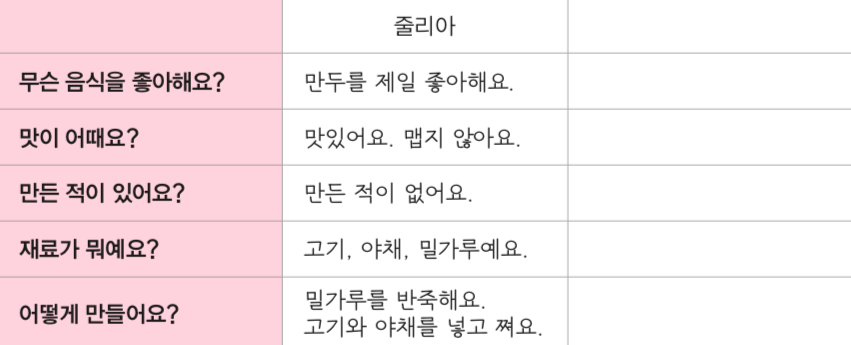 줄리아
무슨 음식을 좋아해요?
만두를 제일 좋아해요.
맛이 어때요?
맛있어요. 맵지 않아요.
만든 적이 있어요?
만든 적이 없어요.
재료가 뭐예요?
고기, 야채, 밀가루예요.
어떻게 만들어요?
밀가루를 반죽해요.
고기와 야채를 넣고 쪄요.